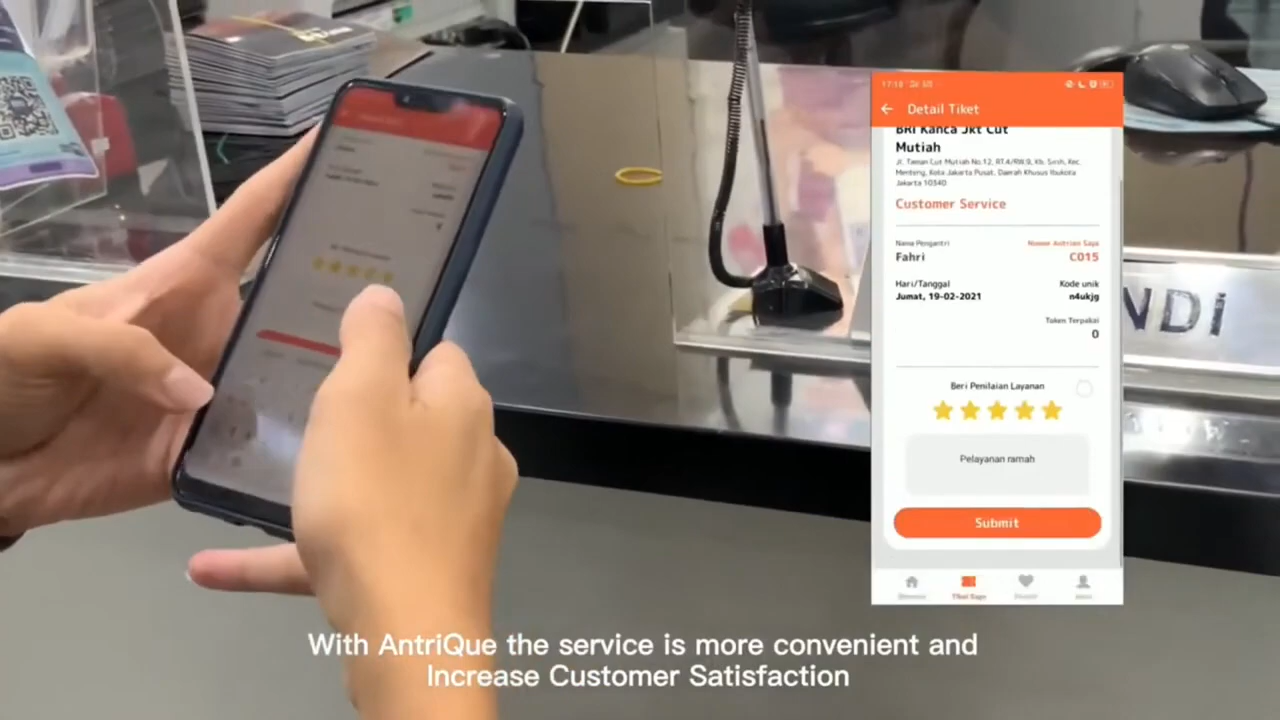 Detail Tiket
BRI Kanca Jkt Cut
Mutiah
Jl. Taman Cut Mutiah No.12, RT.4/RW.9, Kb. Sirih, Kec.
Menteng, Kota Jakarta Pusat, Daerah Khusus Ibukota
Jakarta 10340
Customer Service
Nama Pengantri
Nomor Antrian Saya
Fahri
C015
Hari/Tanggal
Kode unik
Jumat, 19-02-2021
n4ukjg
Token Terpakai
0
Beri Penilaian Layanan
Pelayanan ramah
Submit
Tiket Saya
NDi
With AntriQue the service is more convenient and
Increase Customer Satisfaction